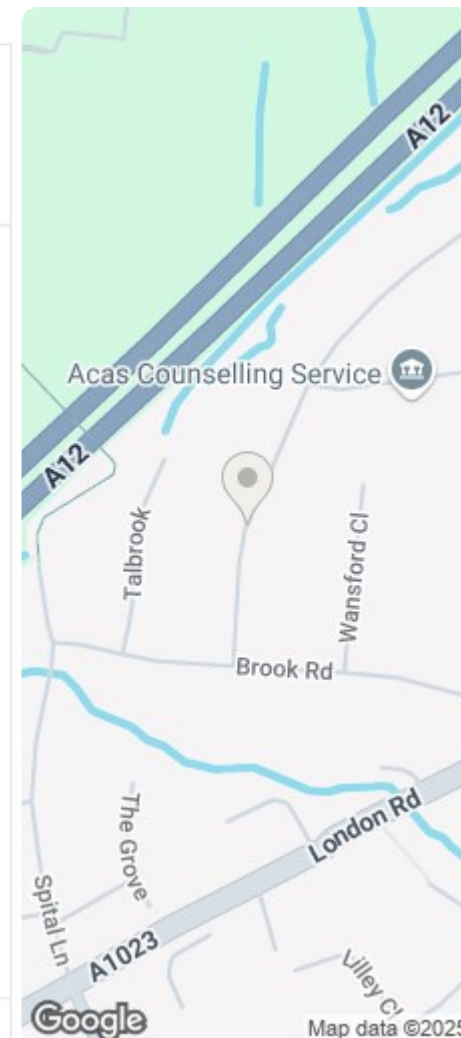 A12
Acas Counselling Service
A12
Talbrook
Wansford Cl
Brook Rd
The Grove
London Rd
Spital Ln
A1023
Lilley Cl
Google
Map data ©2025